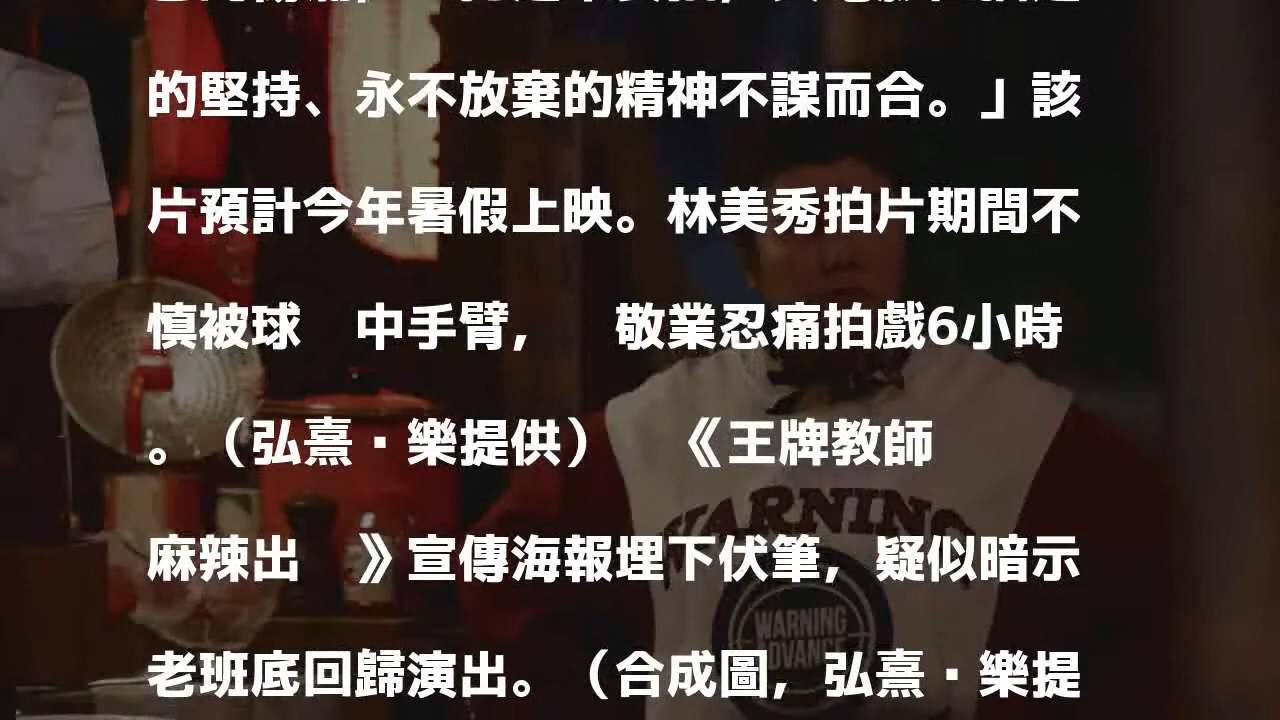 的堅持、永不放棄的精神不謀而合。」該
片預計今年暑假上映。林美秀拍片期間不
慎被球　中手臂，　敬業忍痛拍戲6小時
。（弘熹·樂提供）　《王牌教師
麻辣出　》宣傳海報埋下伏筆，疑似暗示
老班底回歸演出。（合成圖，弘熹·樂提
WARNING
WARNING
ADVANCE